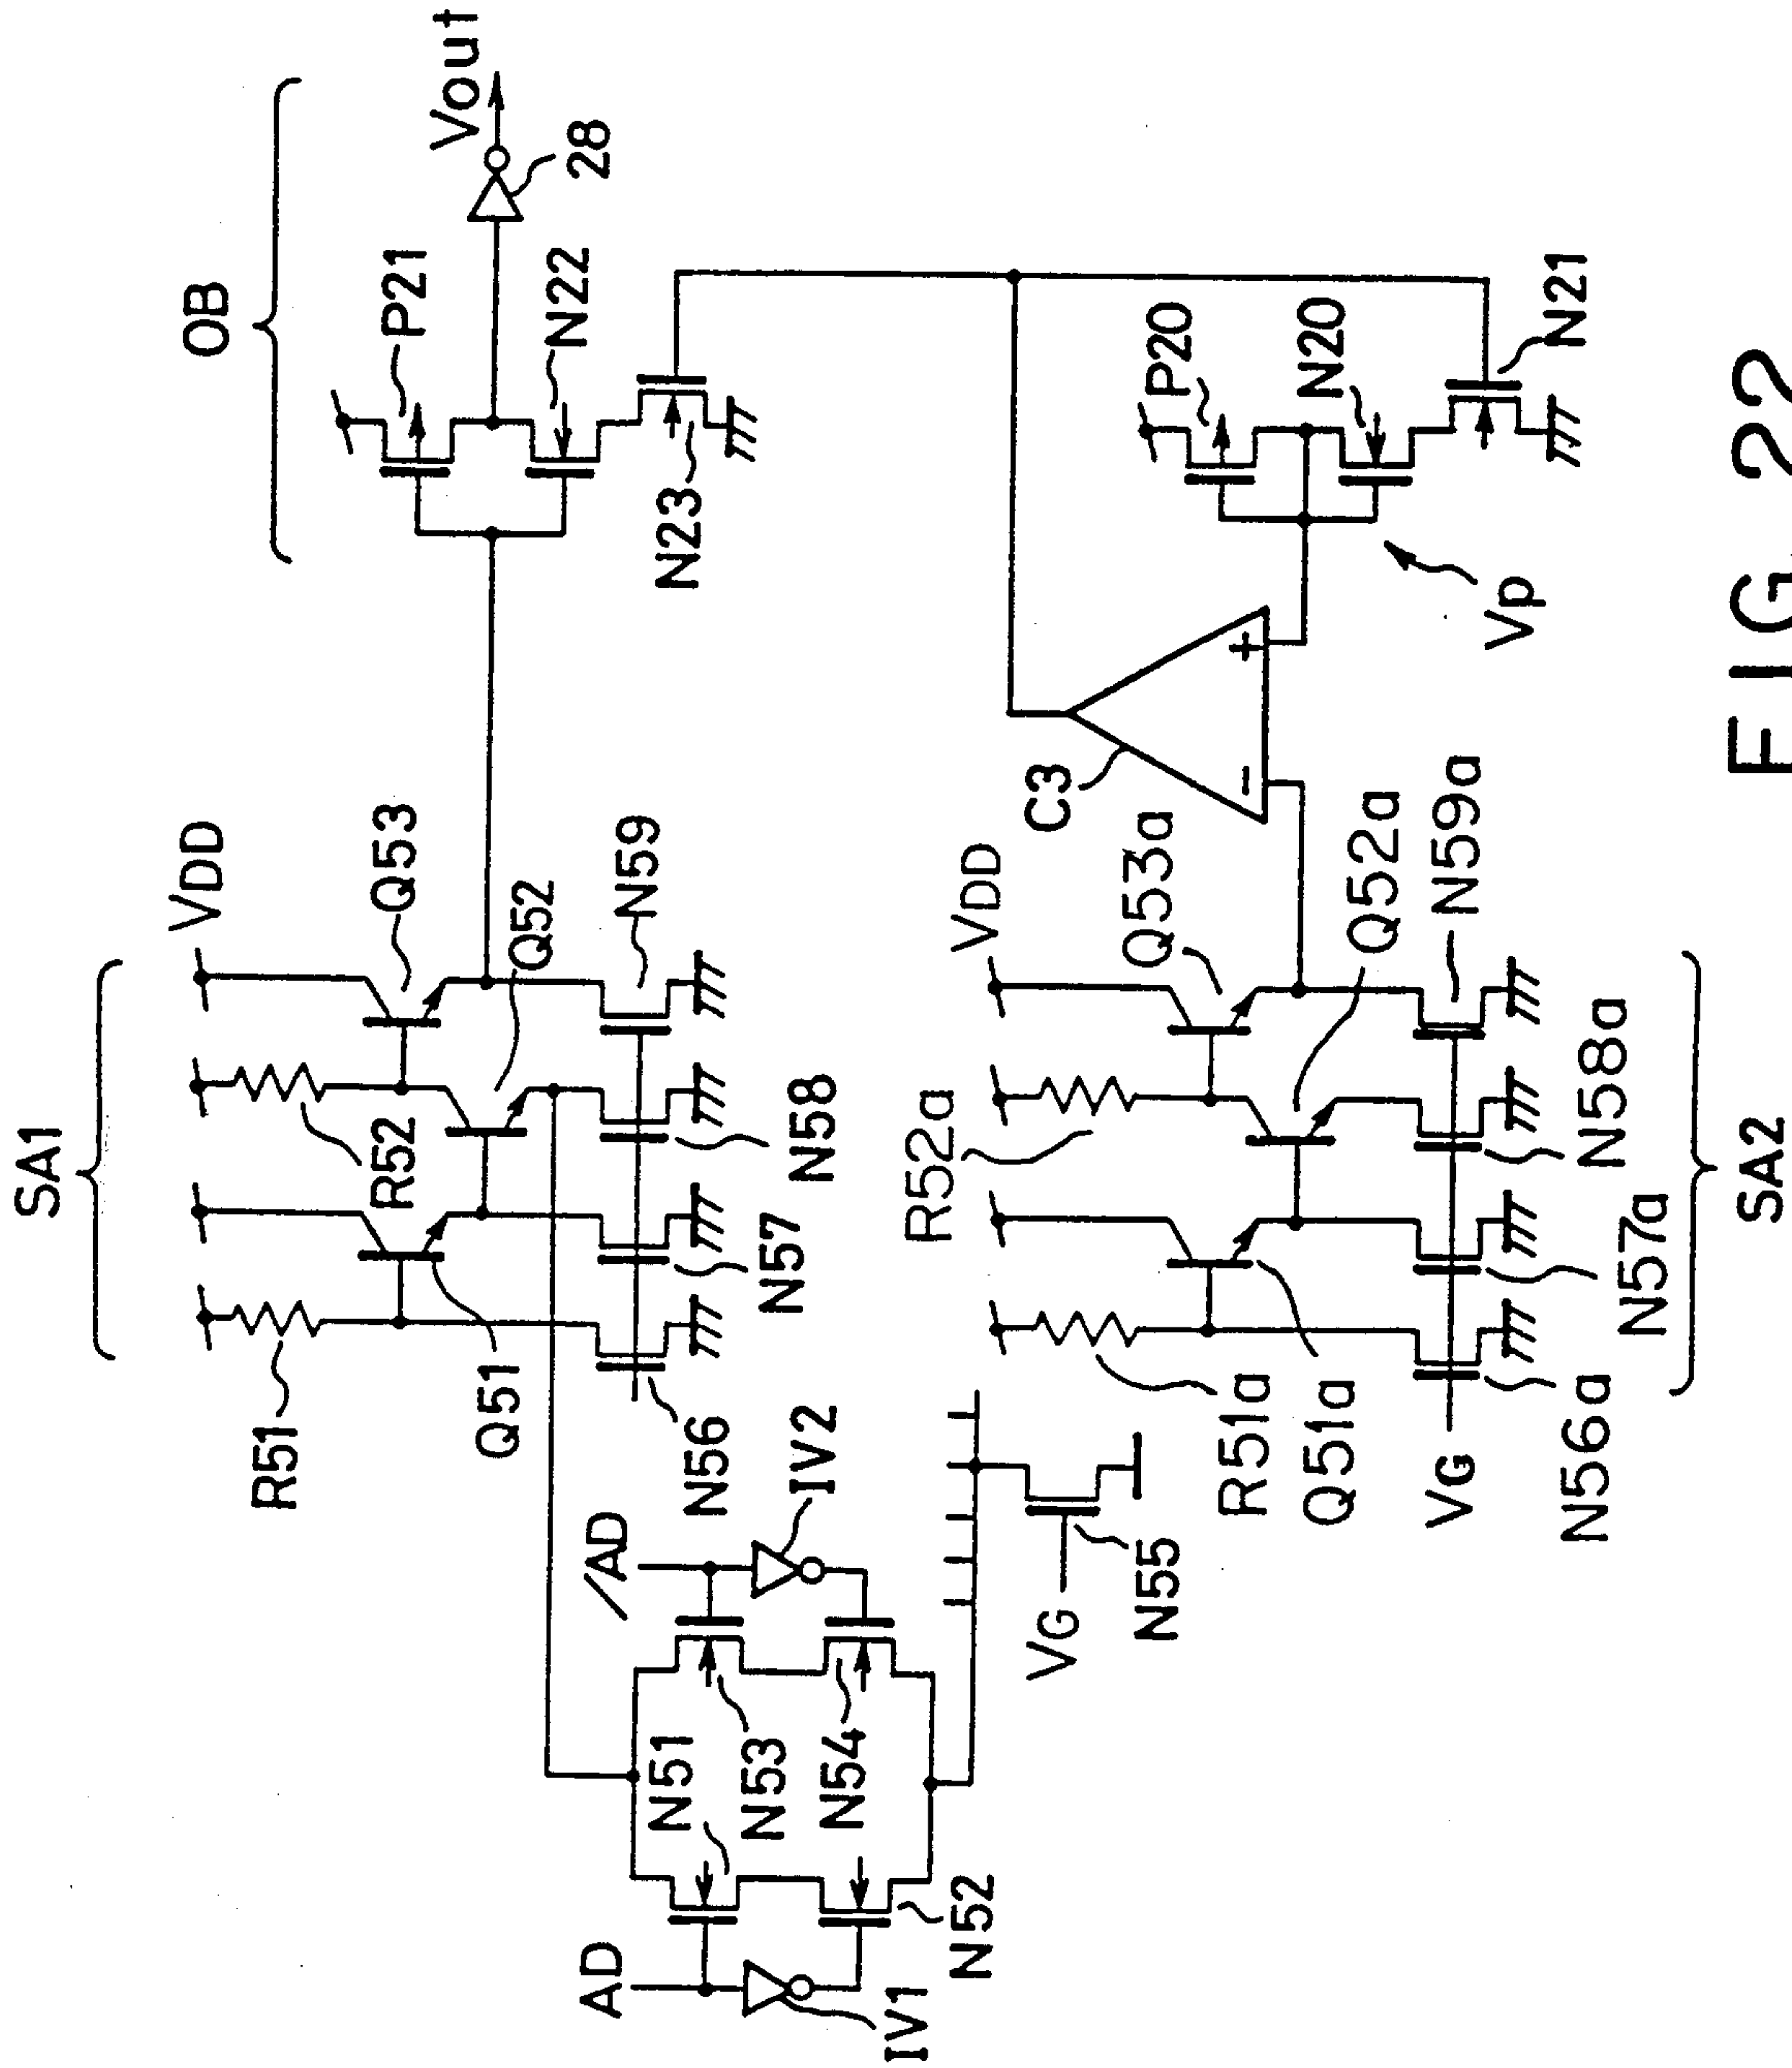 SA1
VDD
OB
R51
Q51
R52
Q53
Q52
P21
N22
Vout
28
N56
N57
N58
N59
N23
AD
/AD
IV1
IV2
N51
N52
N53
N54
VG
N55
C3
-
+
P20
N20
N21
Vp
VDD
R52a
Q53a
R51a
Q51a
Q52a
VG
N56a
N57a
N58a
N59a
SA2
FIG. 22